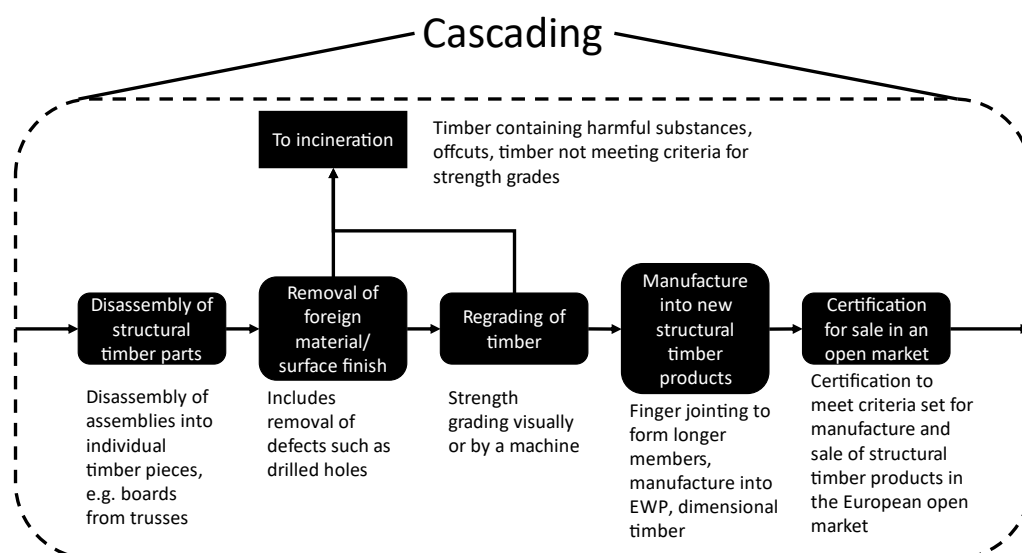 Cascading
To incineration
Timber containing harmful substances,
offcuts, timber not meeting criteria for
strength grades
Disassembly of
structural
timber parts
Removal of
foreign
material/
surface finish
Regrading of
timber
Manufacture
into new
structural
timber
products
Certification
for sale in an
open market
Disassembly of
assemblies into
individual
timber pieces,
e.g. boards
from trusses
Includes
removal of
defects such as
drilled holes
Strength
grading visually
or by a machine
Finger jointing to
form longer
members,
manufacture into
EWP, dimensional
timber
Certification to
meet criteria set for
manufacture and
sale of structural
timber products in
the European open
market